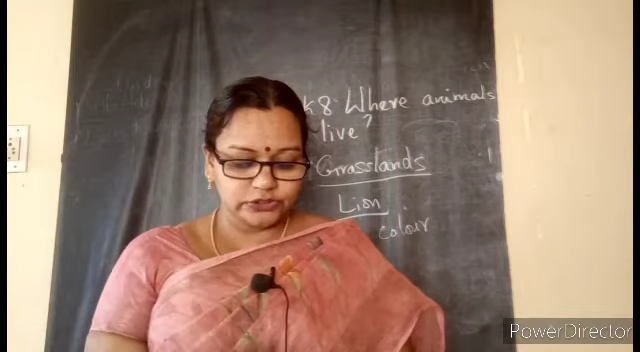 8 Where animals
live?
Grasslands
Lion
colour
PowerDirector